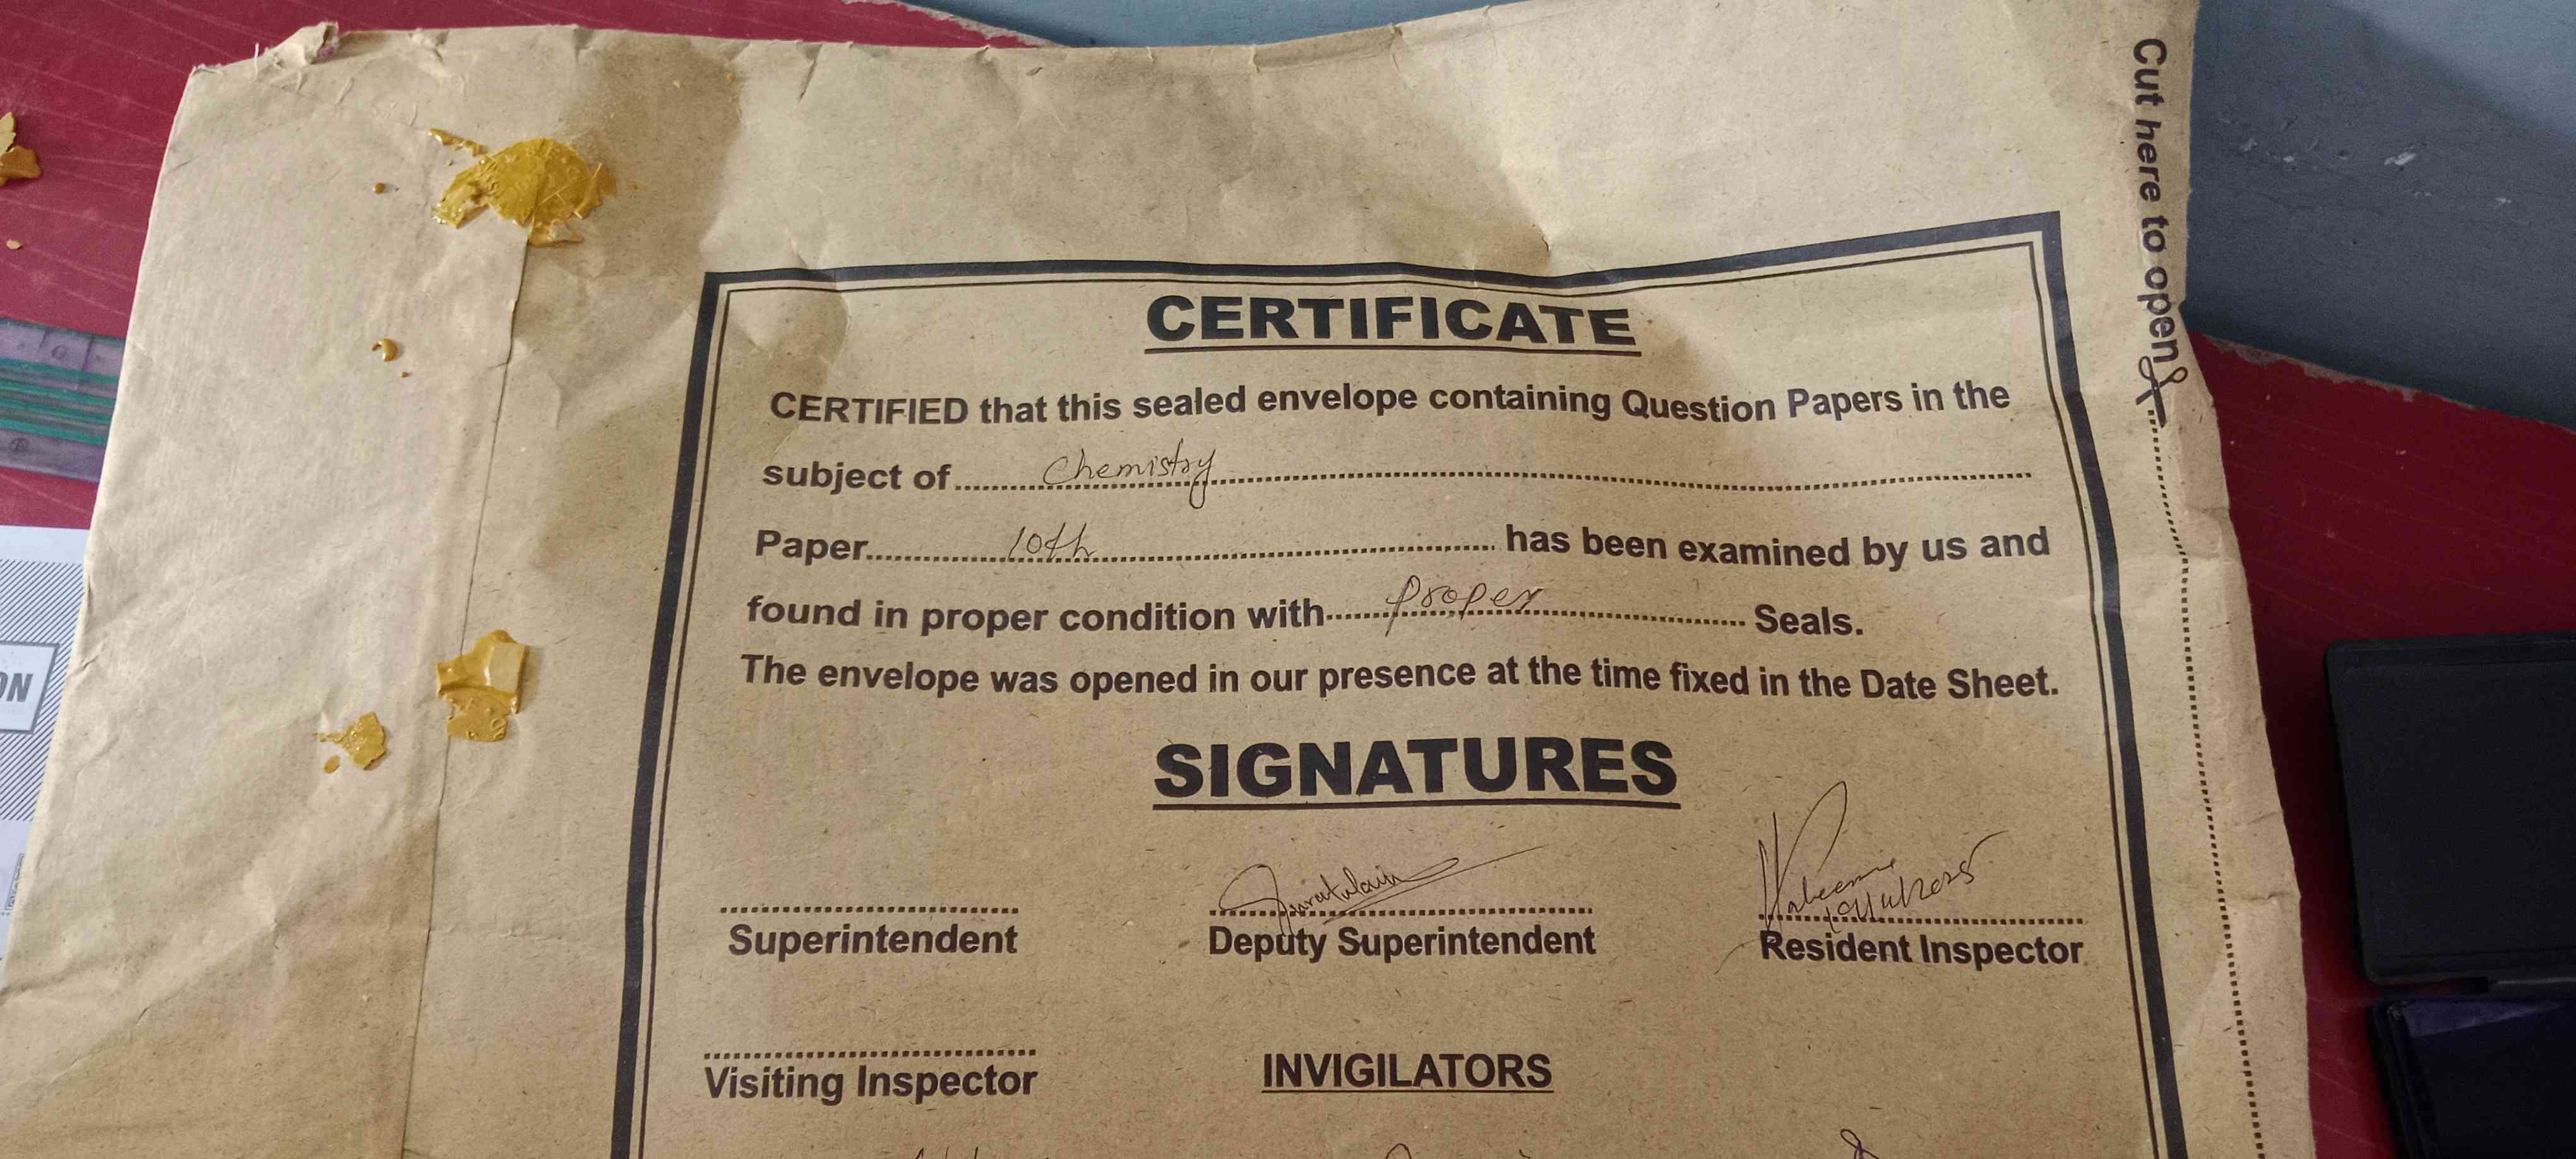 Cut here to open
CERTIFICATE
CERTIFIED that this sealed envelope containing Question Papers in the
subject of.....Chemistry.....
Paper.....10th..... has been examined by us and
found in proper condition with.....proper..... Seals.
The envelope was opened in our presence at the time fixed in the Date Sheet.
SIGNATURES
Superintendent
Deputy Superintendent
Resident Inspector
Visiting Inspector
INVIGILATORS
ON